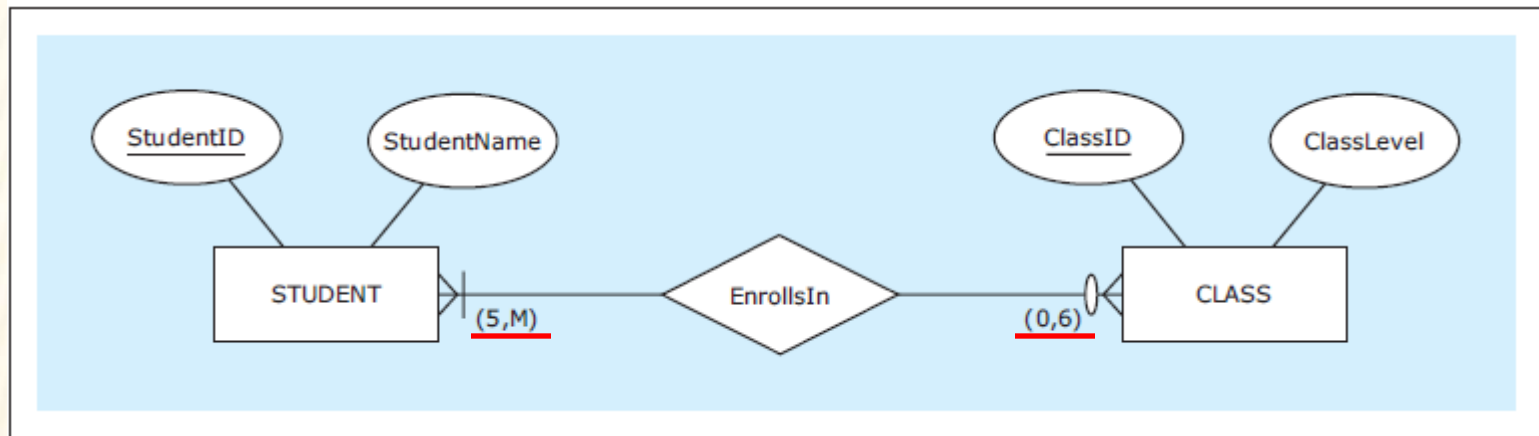 StudentID
StudentName
ClassID
ClassLevel
STUDENT
EnrollsIn
CLASS
(5,M)
(0,6)